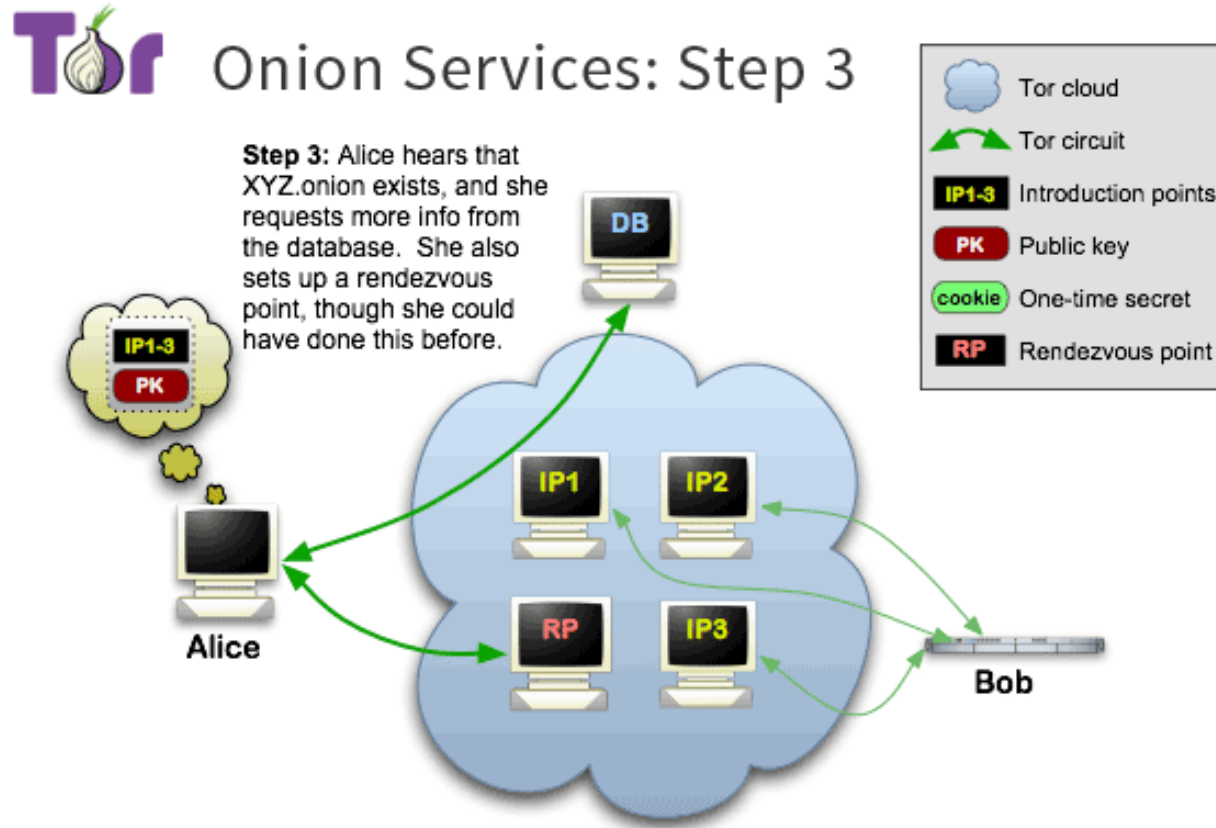 Tor
Onion Services: Step 3
Step 3: Alice hears that
XYZ.onion exists, and she
requests more info from
the database. She also
sets up a rendezvous
point, though she could
have done this before.
Tor cloud
Tor circuit
IP1-3 Introduction points
PK Public key
cookie One-time secret
RP Rendezvous point
DB
IP1-3
PK
IP1
IP2
RP
IP3
Alice
Bob